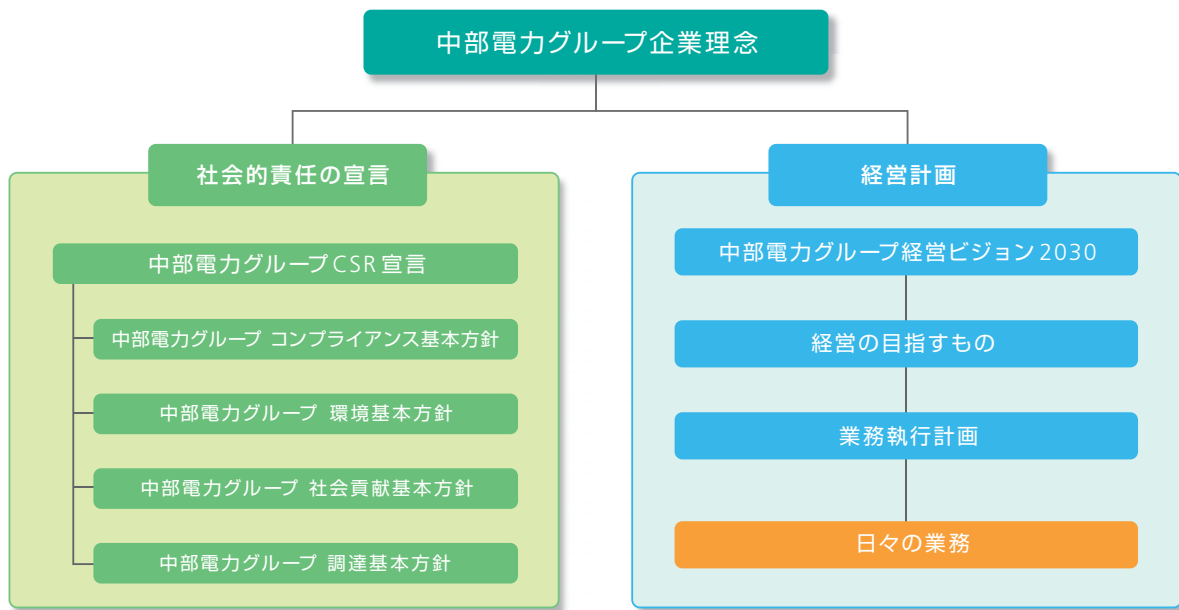 中部電力グループ企業理念
社会的責任の宣言
中部電力グループCSR宣言
中部電力グループ コンプライアンス基本方針
中部電力グループ 環境基本方針
中部電力グループ 社会貢献基本方針
中部電力グループ 調達基本方針
経営計画
中部電力グループ経営ビジョン2030
経営の目指すもの
業務執行計画
日々の業務